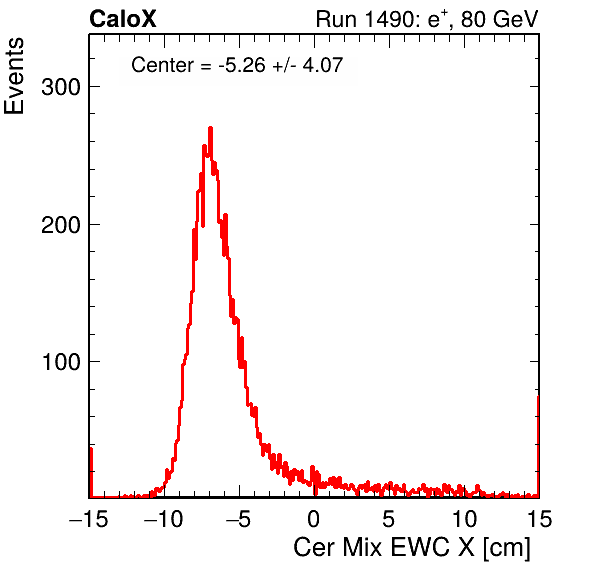 CaloX Run 1490: e⁺, 80 GeV
Center = -5.26 +/- 4.07
Events
300
200
100
−15 −10 −5 0 5 10 15
Cer Mix EWC X [cm]